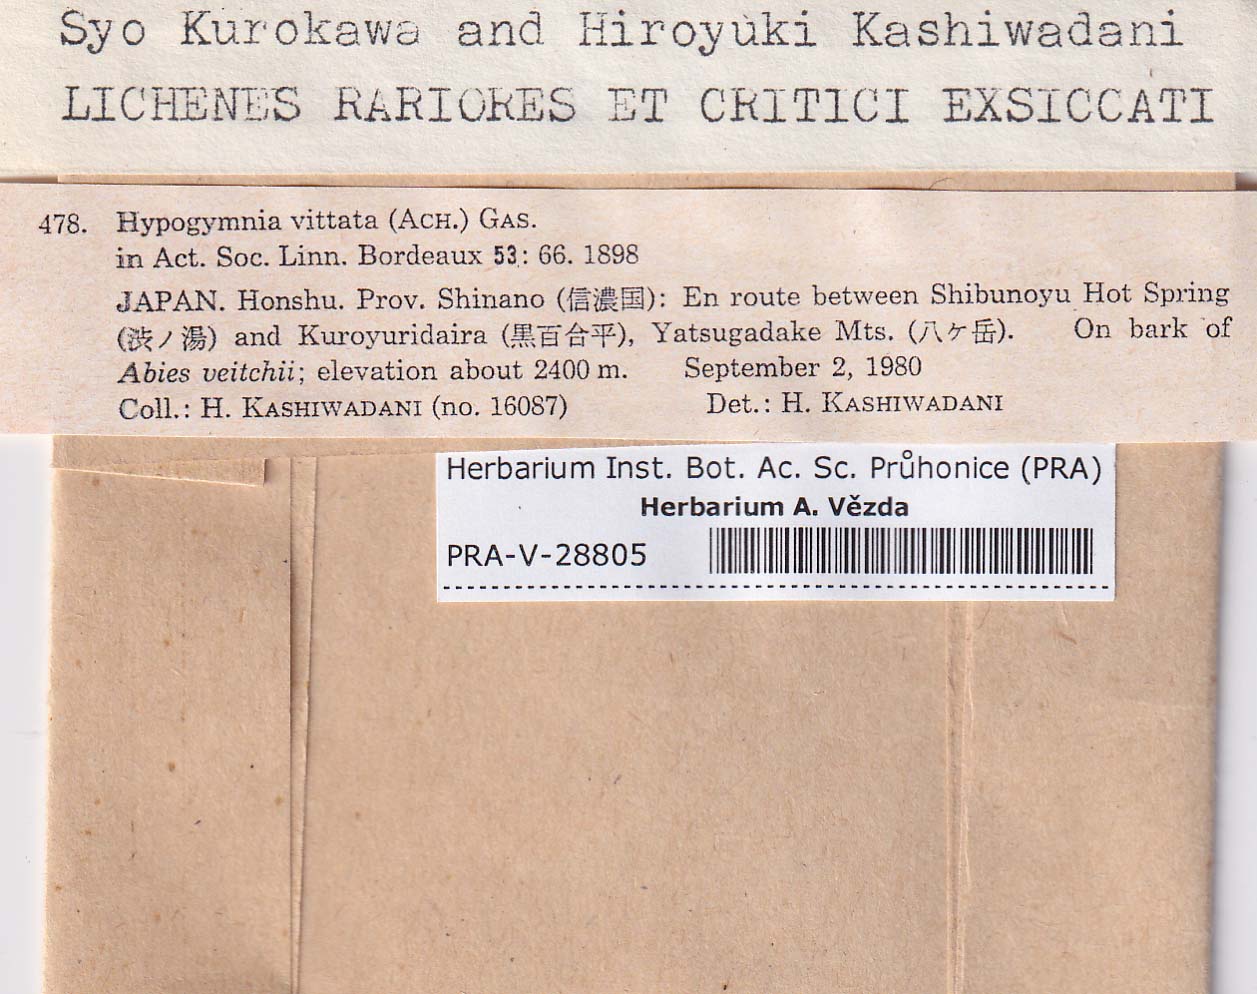 Syo Kurokawa and Hiroyuki Kashiwadani
LICHENES RARIORES ET CRITICI EXSICCATI
478. Hypogymnia vittata (ACH.) GAS.
in Act. Soc. Linn. Bordeaux 53: 66. 1898
JAPAN. Honshu. Prov. Shinano (信濃国): En route between Shibunoyu Hot Spring
(渋ノ湯) and Kuroyuridaira (黒百合平), Yatsugadake Mts. (八ケ岳). On bark of
Abies veitchii; elevation about 2400 m. September 2, 1980
Coll.: H. KASHIWADANI (no. 16087) Det.: H. KASHIWADANI
Herbarium Inst. Bot. Ac. Sc. Průhonice (PRA)
Herbarium A. Vězda
PRA-V-28805